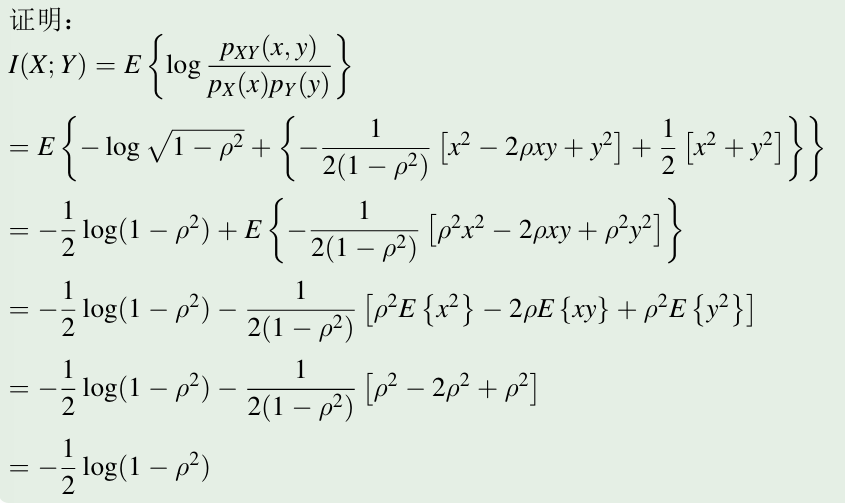 证明：
$I(X;Y) = E\left\{\log \frac{p_{XY}(x,y)}{p_X(x)p_Y(y)}\right\}$
$= E\left\{-\log\sqrt{1-\rho^2} + \left\{-\frac{1}{2(1-\rho^2)}\left[x^2 - 2\rho xy + y^2\right] + \frac{1}{2}\left[x^2 + y^2\right]\right\}\right\}$
$= -\frac{1}{2}\log(1-\rho^2) + E\left\{-\frac{1}{2(1-\rho^2)}\left[\rho^2x^2 - 2\rho xy + \rho^2y^2\right]\right\}$
$= -\frac{1}{2}\log(1-\rho^2) - \frac{1}{2(1-\rho^2)}\left[\rho^2E\left\{x^2\right\} - 2\rho E\left\{xy\right\} + \rho^2E\left\{y^2\right\}\right]$
$= -\frac{1}{2}\log(1-\rho^2) - \frac{1}{2(1-\rho^2)}\left[\rho^2 - 2\rho^2 + \rho^2\right]$
$= -\frac{1}{2}\log(1-\rho^2)$